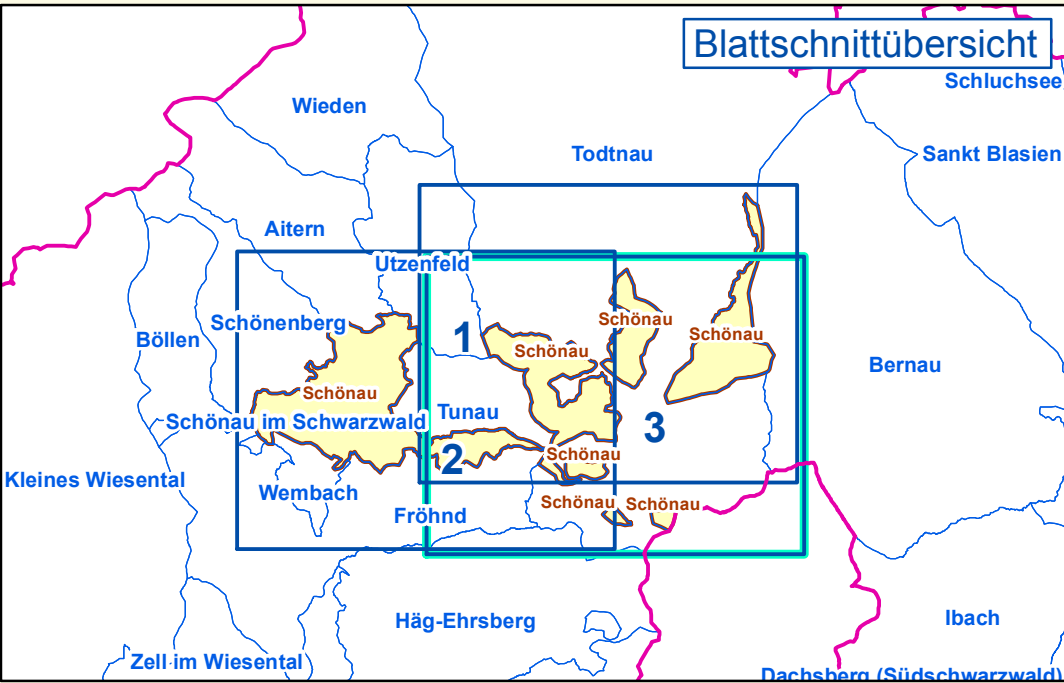 Blattschnittübersicht
Schluchsee
Wieden
Todtnau
Sankt Blasien
Aitern
Utzenfeld
Schönenberg
Schönau
1
Schönau
Schönau
Böllen
Bernau
Schönau
Tunau
Schönau im Schwarzwald
3
Schönau
2
Kleines Wiesental
Wembach
Schönau
Schönau
Fröhnd
Häg-Ehrsberg
Ibach
Zell im Wiesental
Dachsberg (Südschwarzwald)